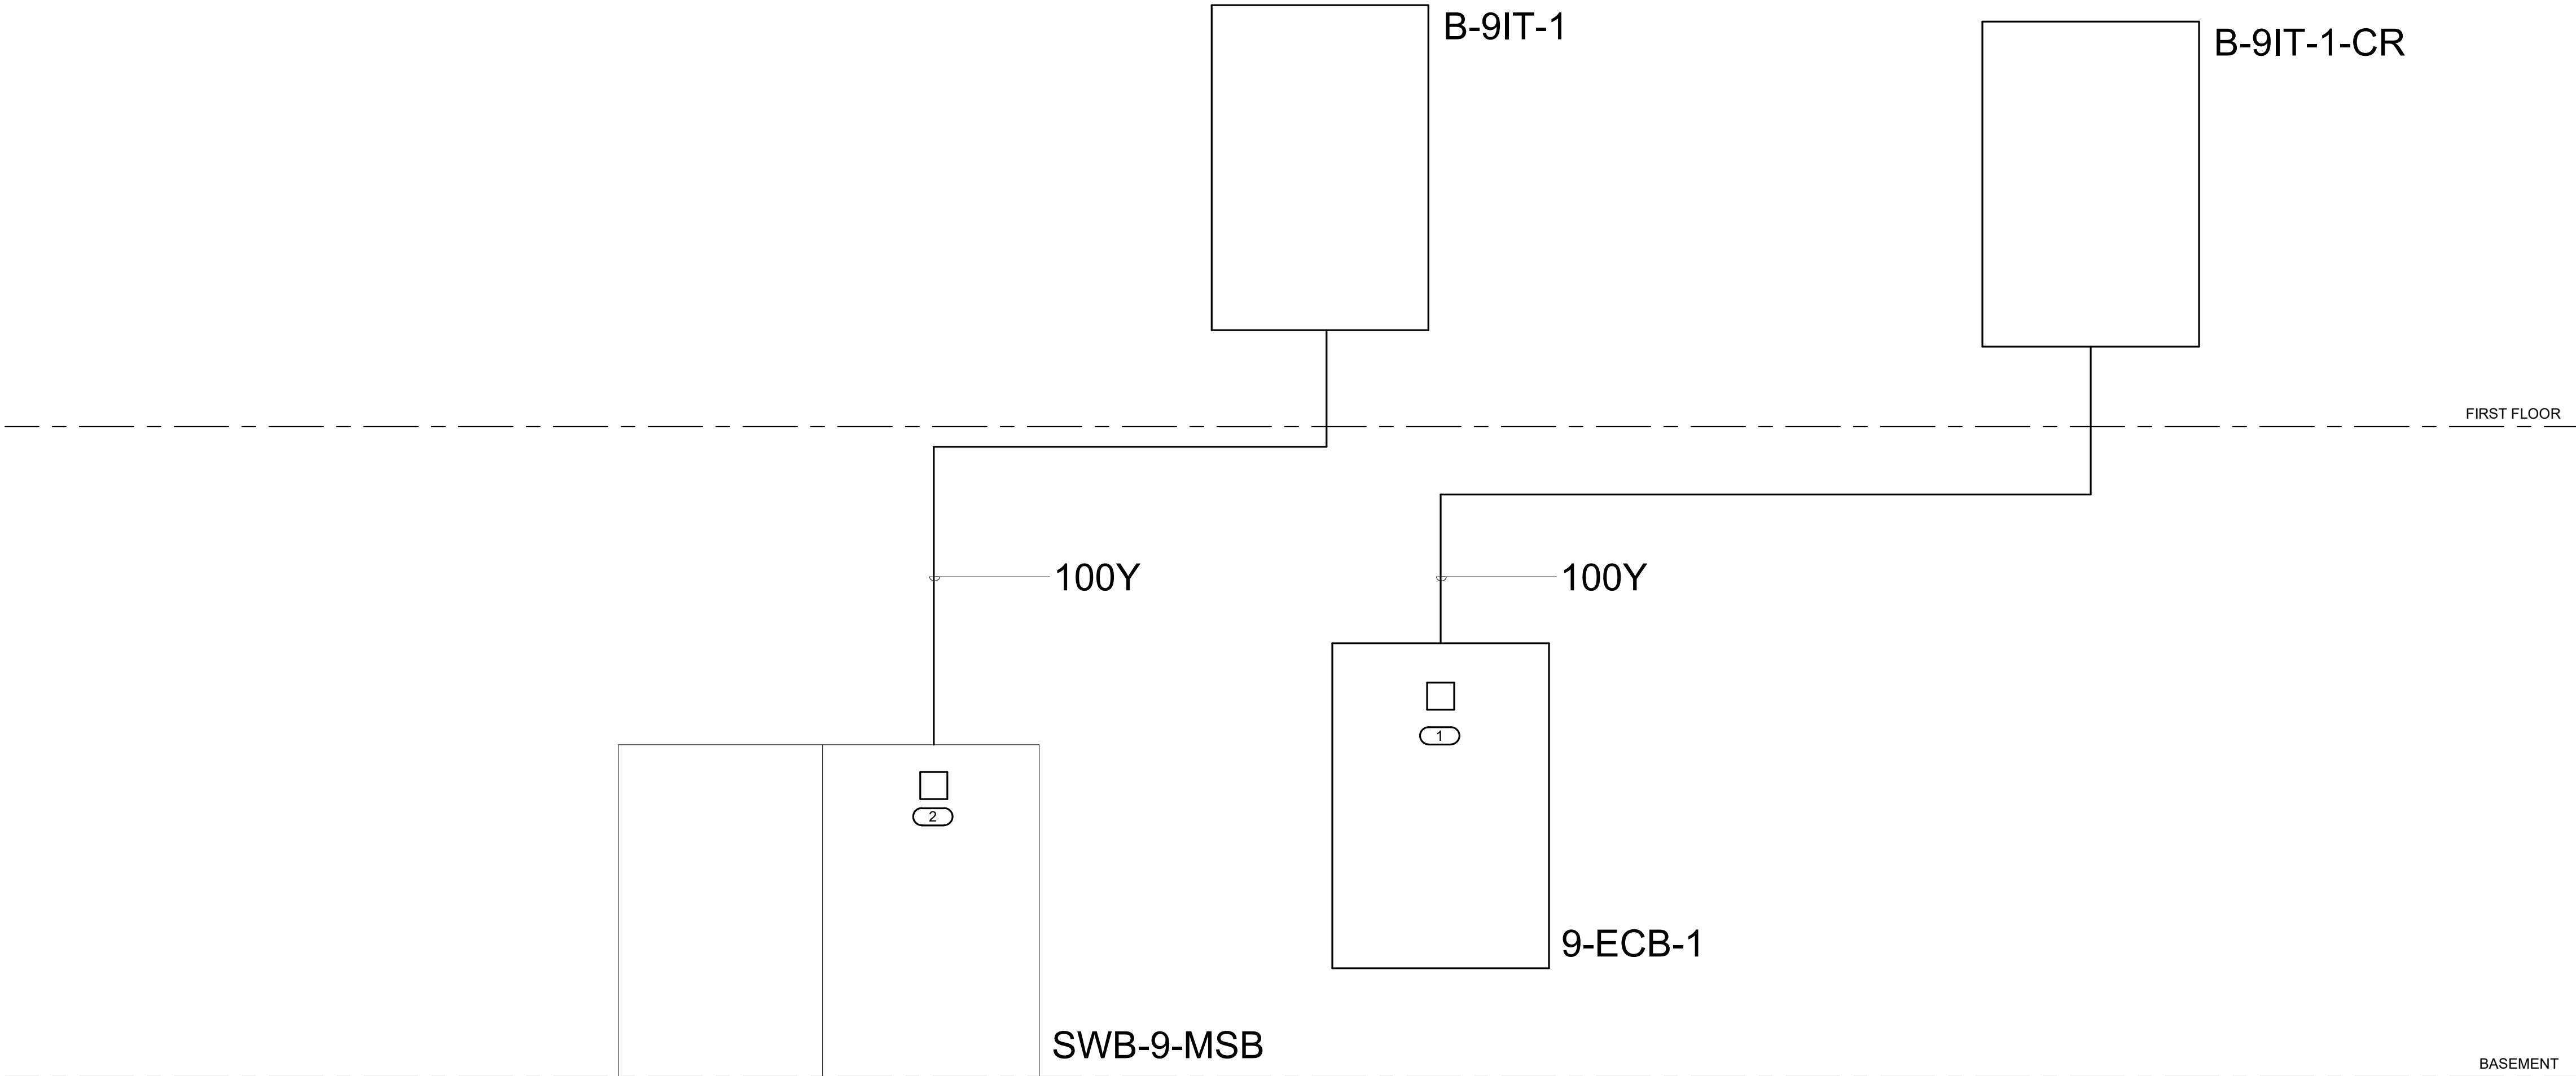 B-9IT-1
B-9IT-1-CR
FIRST FLOOR
100Y
100Y
1
2
9-ECB-1
SWB-9-MSB
BASEMENT